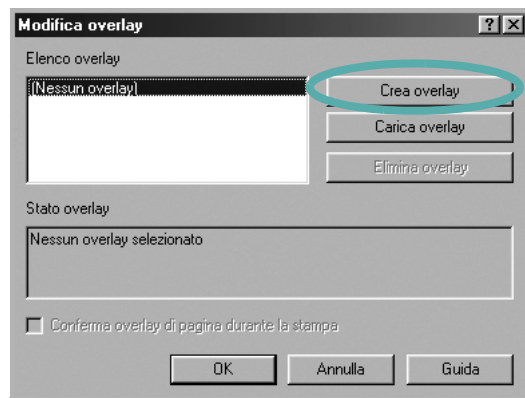 Modifica overlay
Elenco overlay
(Nessun overlay)
Crea overlay
Carica overlay
Elimina overlay
Stato overlay
Nessun overlay selezionato
Conferma overlay di pagina durante la stampa
OK Annulla Guida